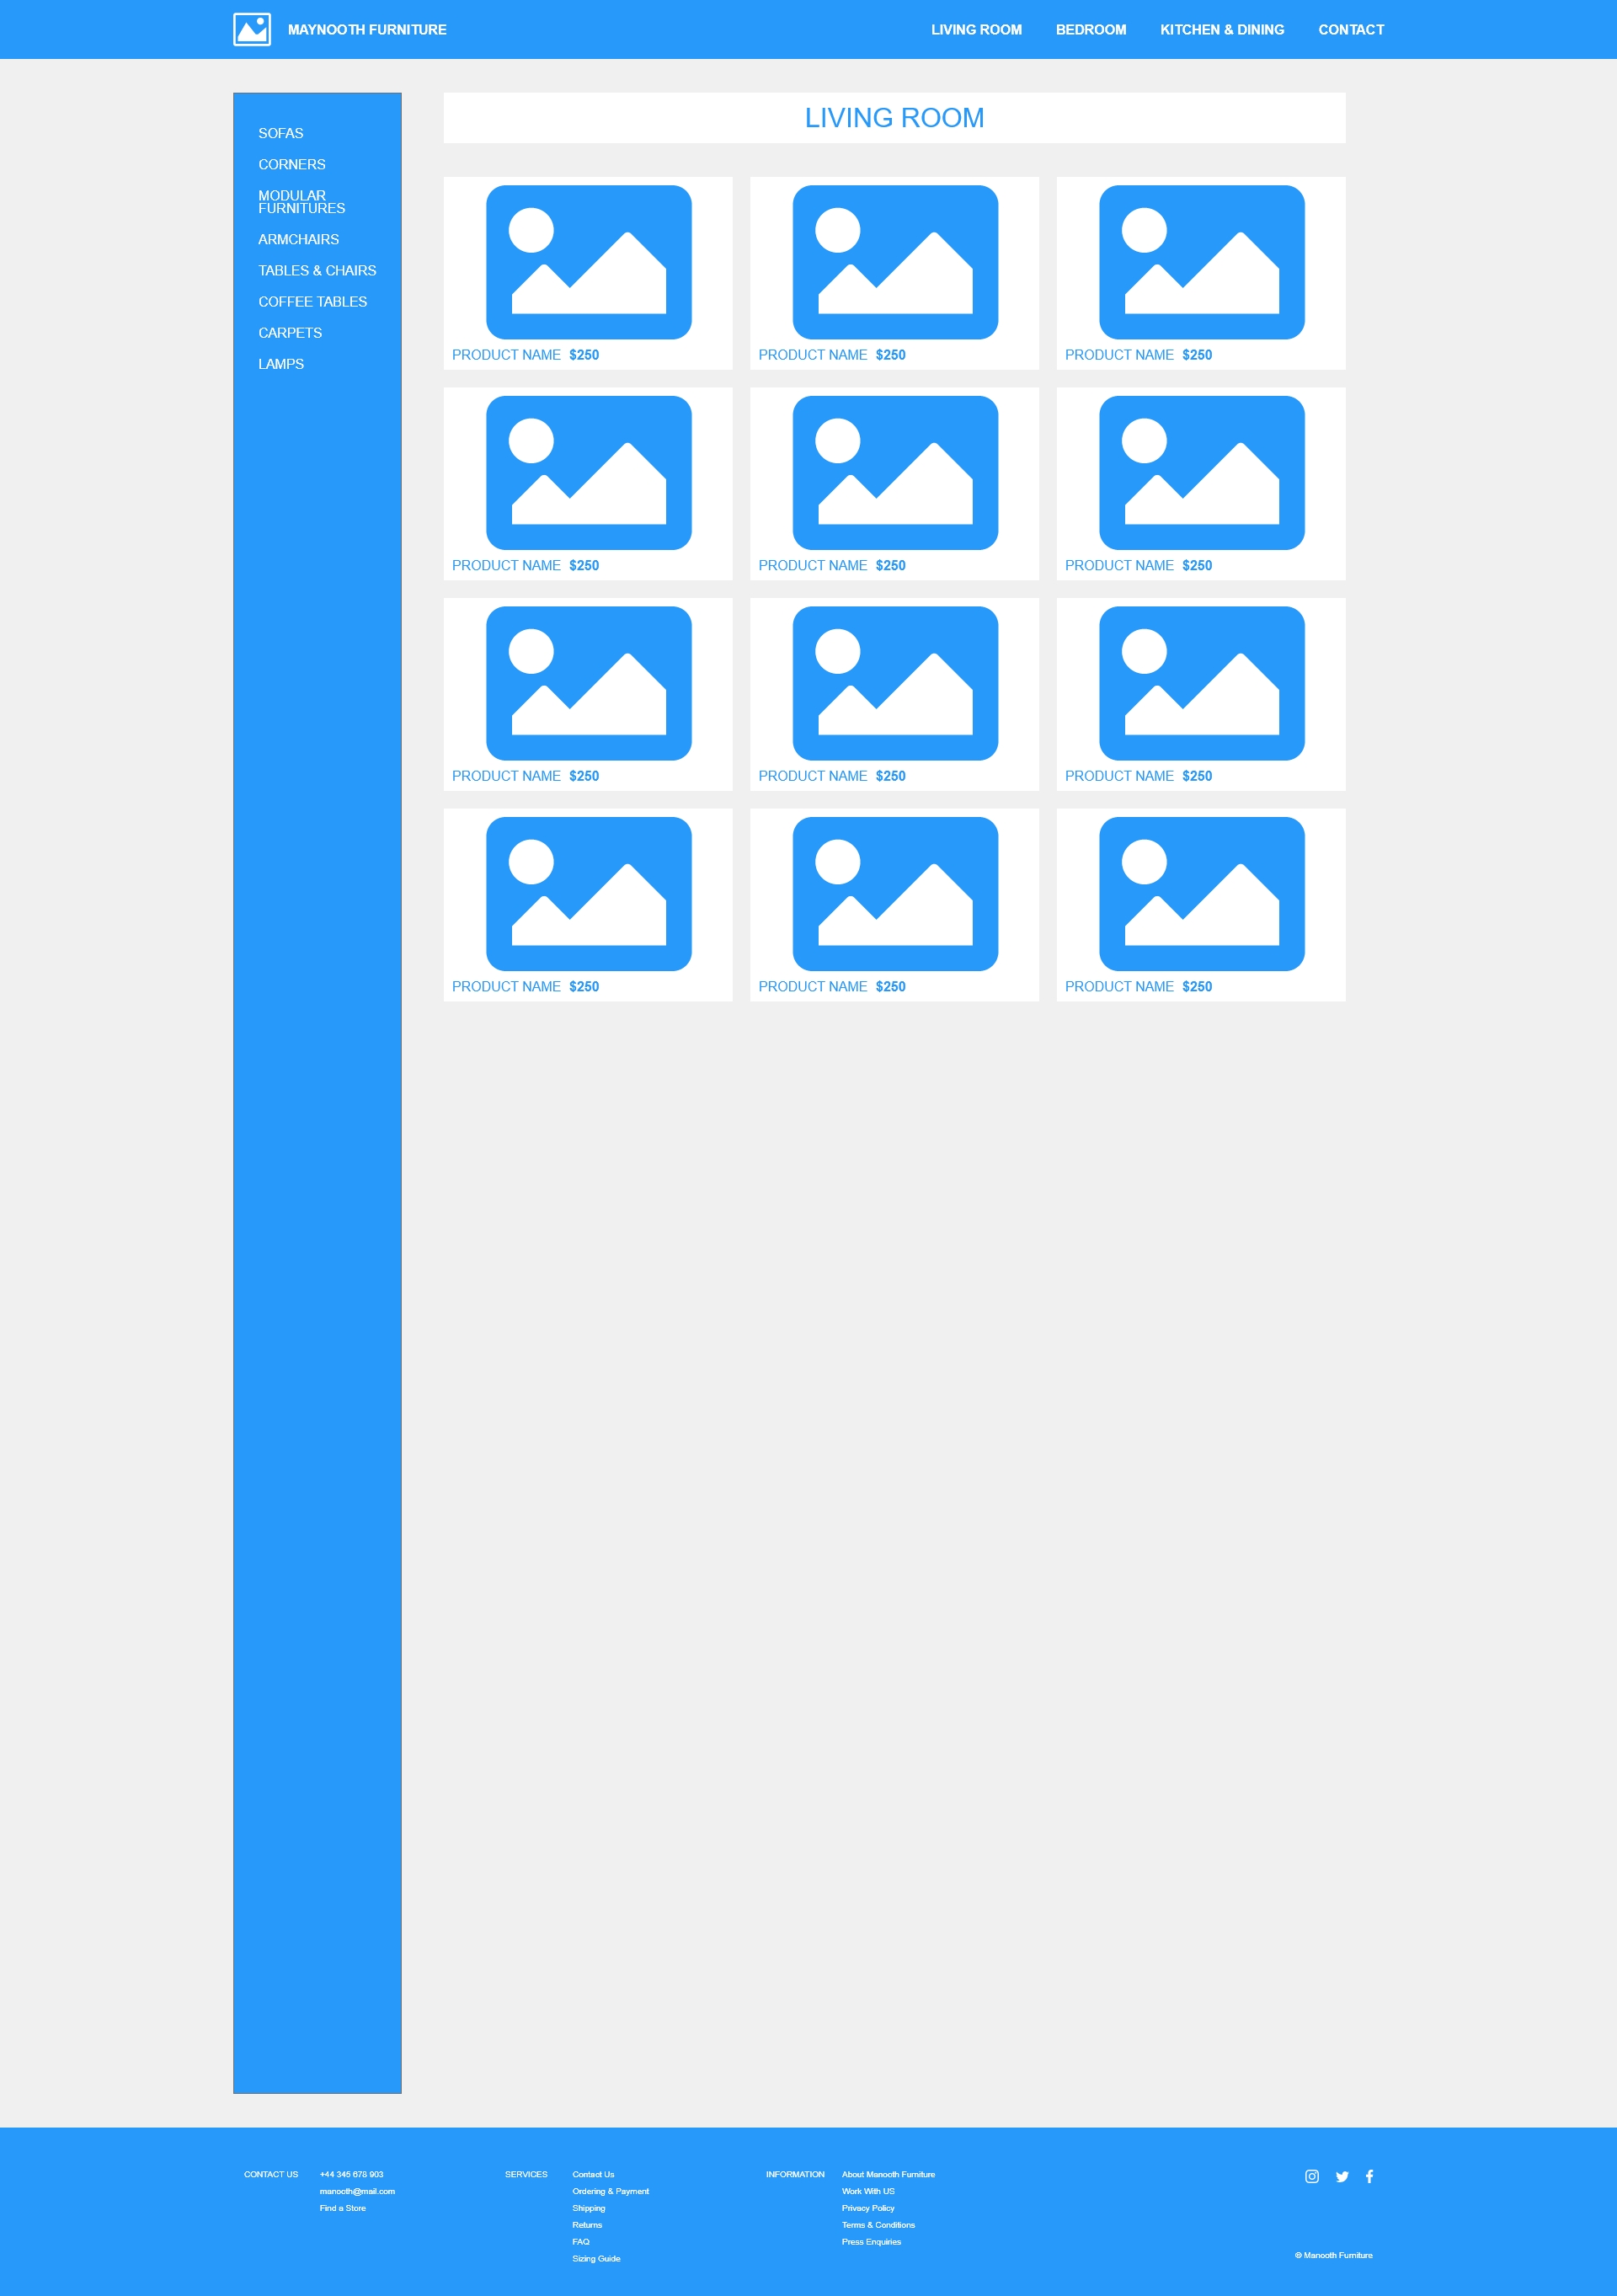 MAYNOOTH FURNITURE
LIVING ROOM
BEDROOM
KITCHEN & DINING
CONTACT
SOFAS
CORNERS
MODULAR
FURNITURES
ARMCHAIRS
TABLES & CHAIRS
COFFEE TABLES
CARPETS
LAMPS
LIVING ROOM
PRODUCT NAME $250
PRODUCT NAME $250
PRODUCT NAME $250
PRODUCT NAME $250
PRODUCT NAME $250
PRODUCT NAME $250
PRODUCT NAME $250
PRODUCT NAME $250
PRODUCT NAME $250
PRODUCT NAME $250
PRODUCT NAME $250
PRODUCT NAME $250
CONTACT US
+44 345 678 903
manooth@mail.com
Find a Store
SERVICES
Contact Us
Ordering & Payment
Shipping
Returns
FAQ
Sizing Guide
INFORMATION
About Manooth Furniture
Work With US
Privacy Policy
Terms & Conditions
Press Enquiries
© Manooth Furniture